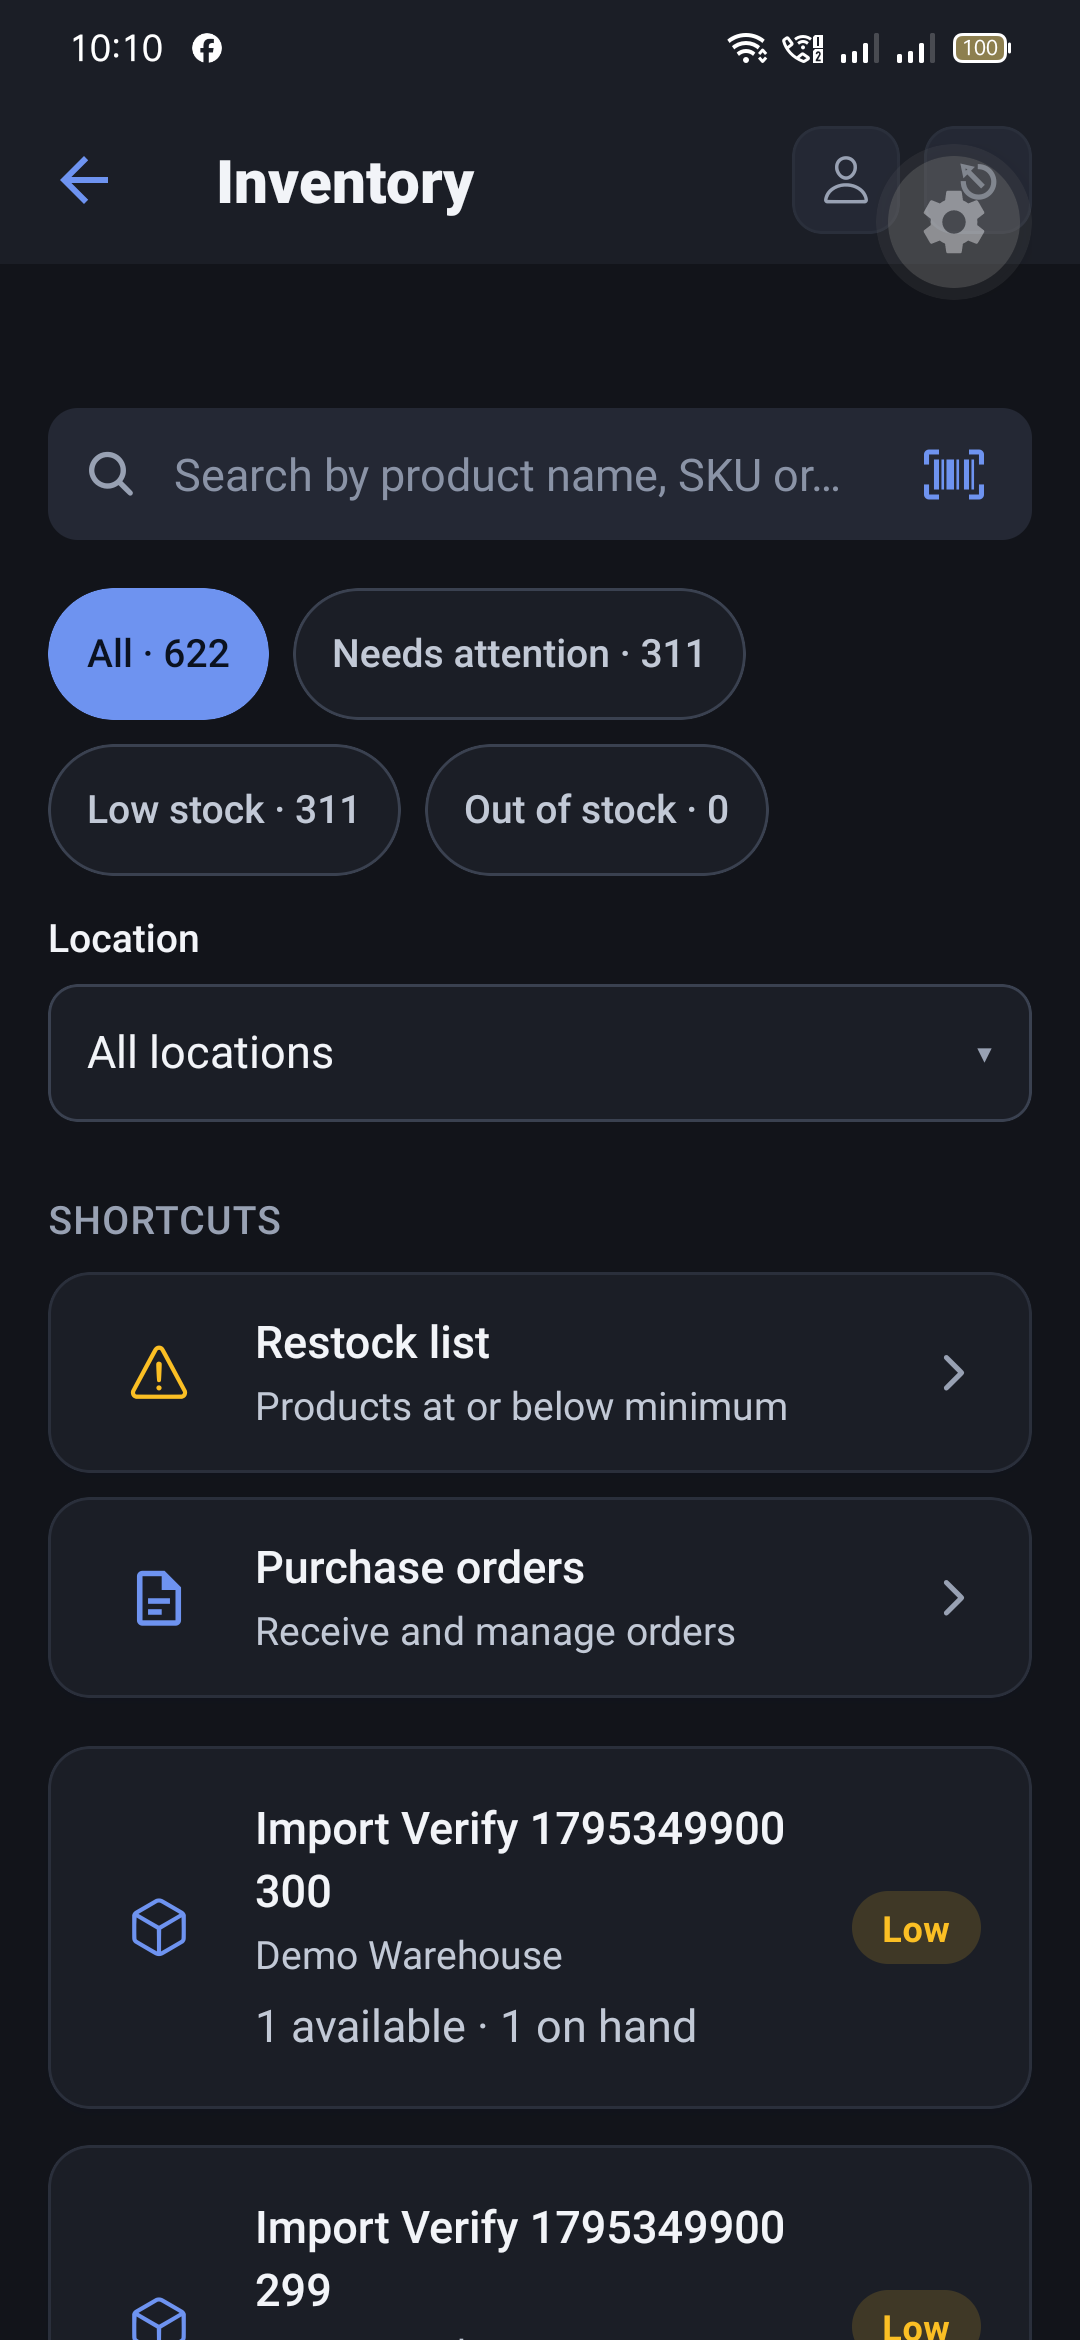 10:10
100
Inventory
Search by product name, SKU or...
All · 622
Needs attention · 311
Low stock · 311
Out of stock · 0
Location
All locations
SHORTCUTS
Restock list
Products at or below minimum
Purchase orders
Receive and manage orders
Import Verify 1795349900
300
Demo Warehouse
1 available · 1 on hand
Low
Import Verify 1795349900
299
Low